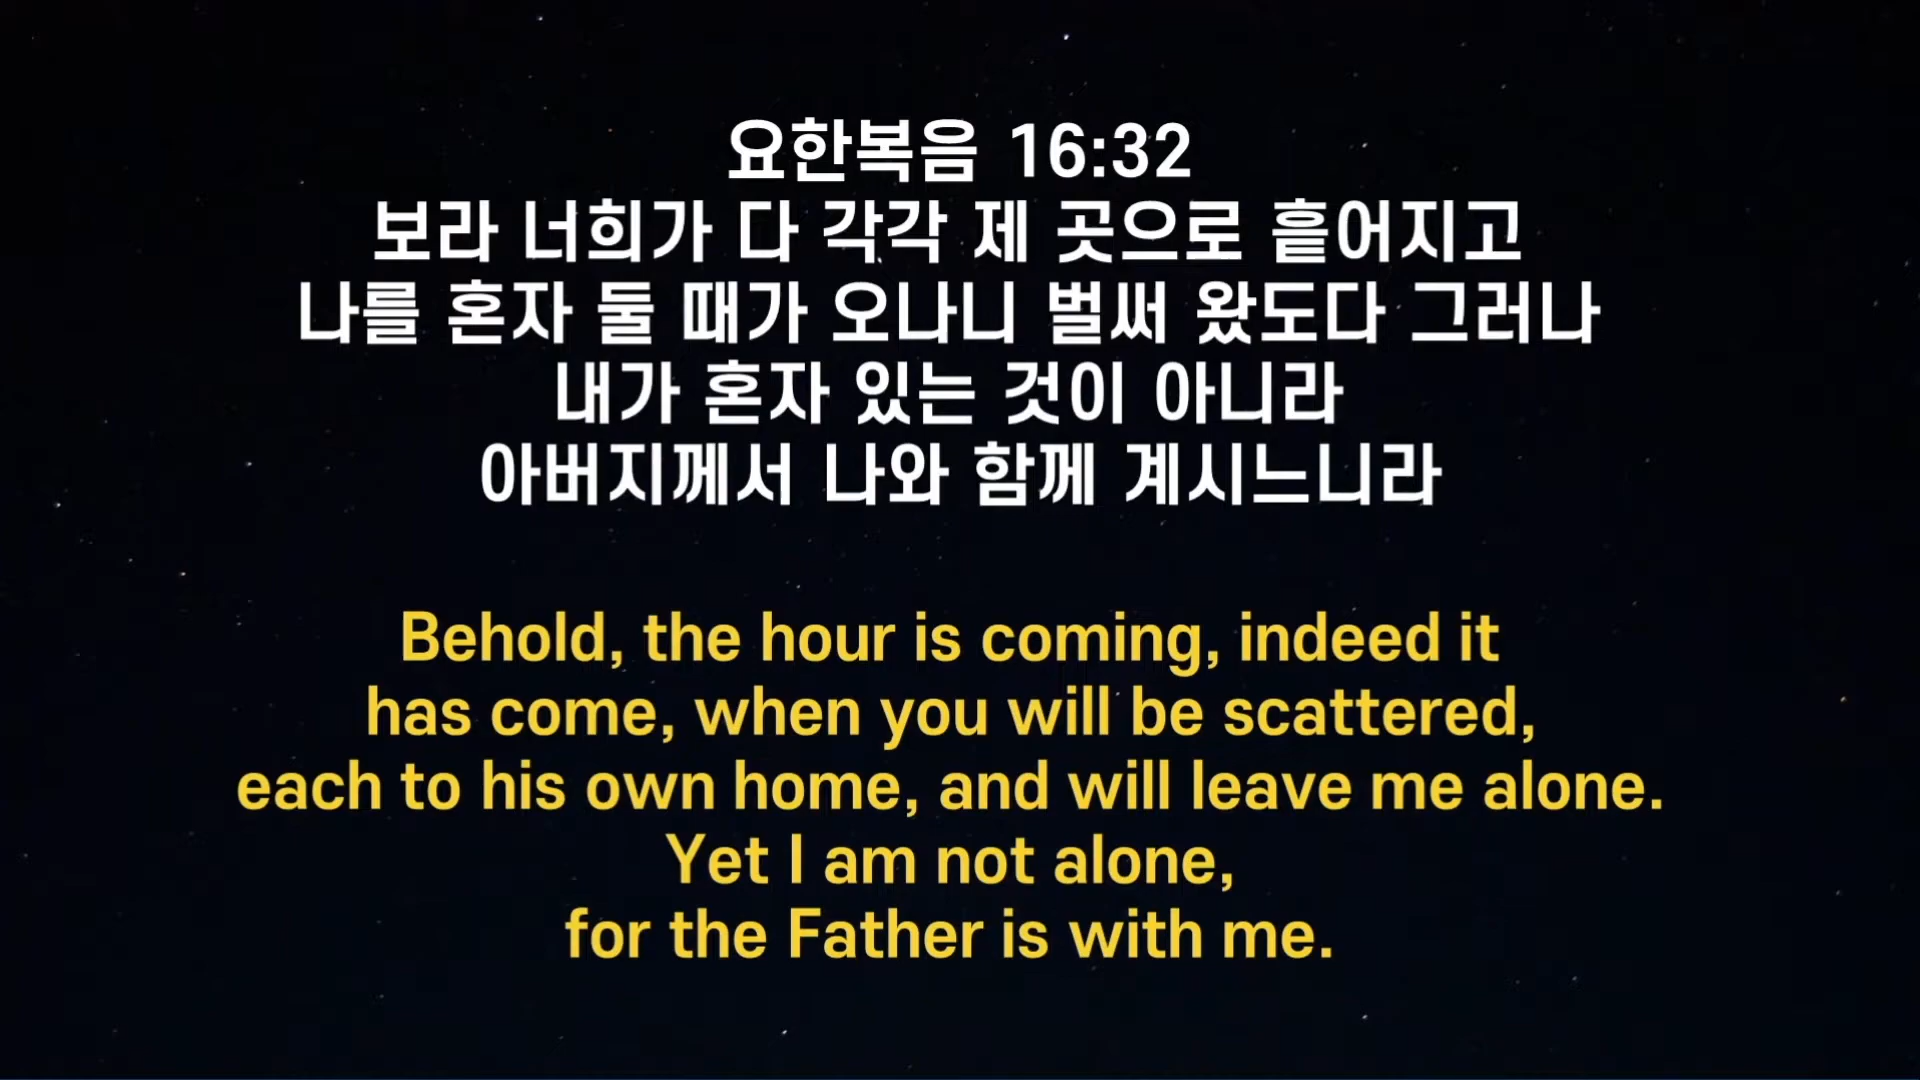 요한복음 16:32
보라 너희가 다 각각 제 곳으로 흩어지고
나를 혼자 둘 때가 오나니 벌써 왔도다 그러나
내가 혼자 있는 것이 아니라
아버지께서 나와 함께 계시느니라
Behold, the hour is coming, indeed it
has come, when you will be scattered,
each to his own home, and will leave me alone.
Yet I am not alone,
for the Father is with me.